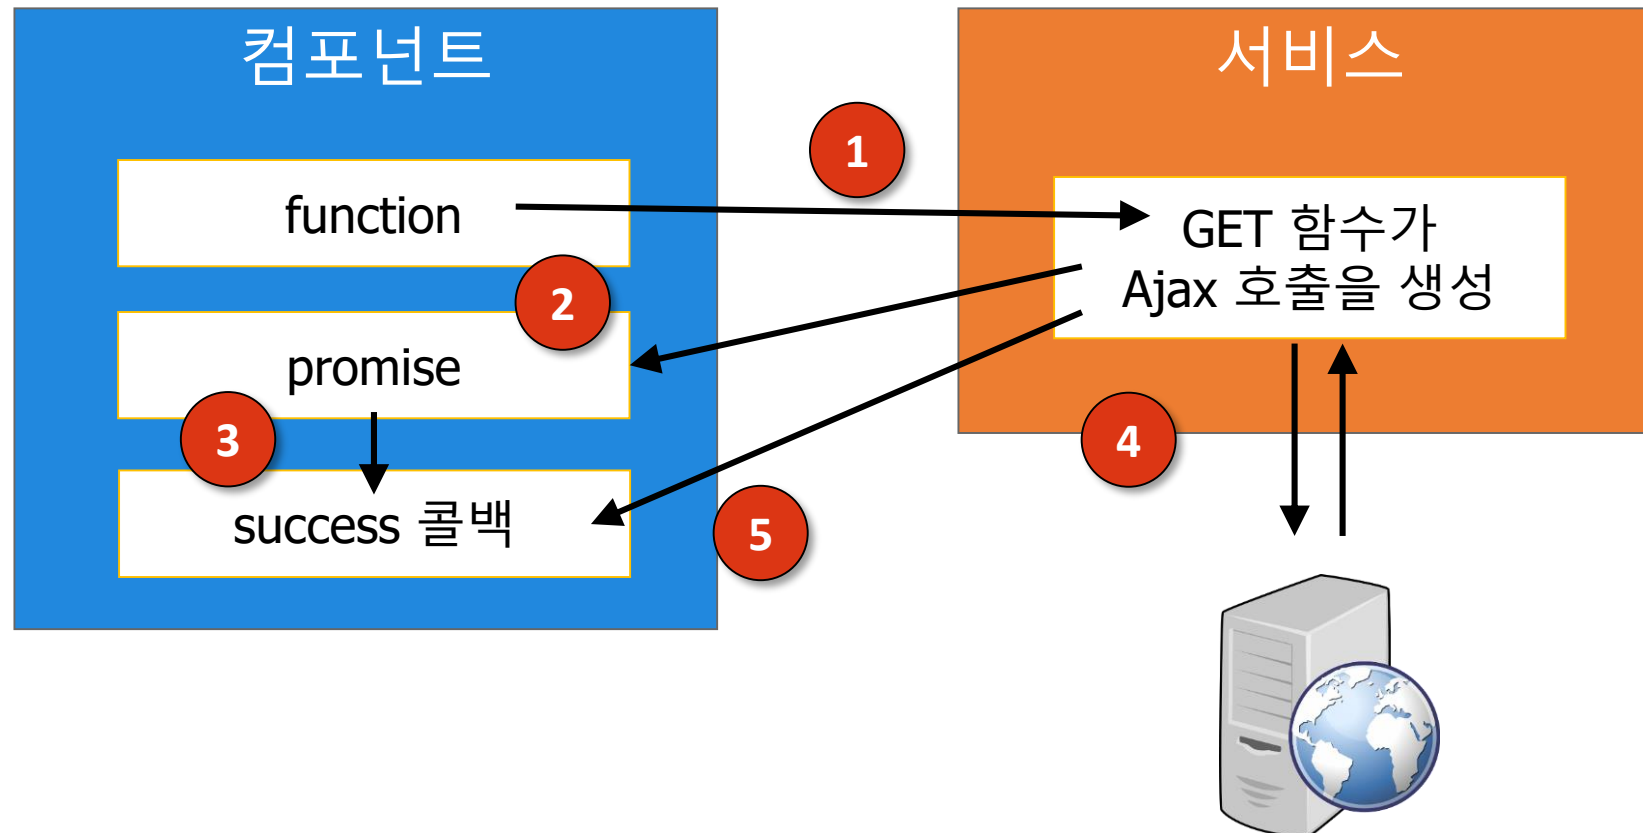 컴포넌트
서비스
1
function
GET 함수가
Ajax 호출을 생성
2
promise
3
4
success 콜백
5